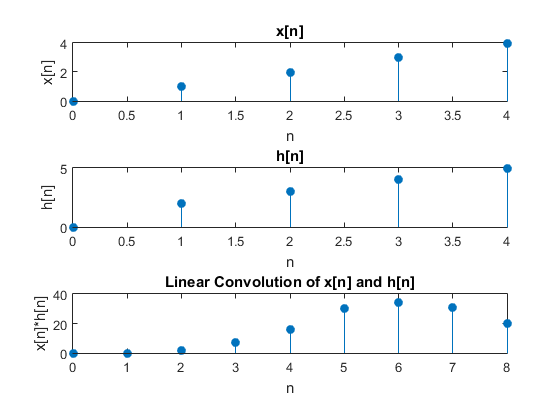 x[n]
4
2
0
x[n]
0 0.5 1 1.5 2 2.5 3 3.5 4
n
h[n]
5
0
h[n]
0 0.5 1 1.5 2 2.5 3 3.5 4
n
Linear Convolution of x[n] and h[n]
40
20
0
x[n]*h[n]
0 1 2 3 4 5 6 7 8
n